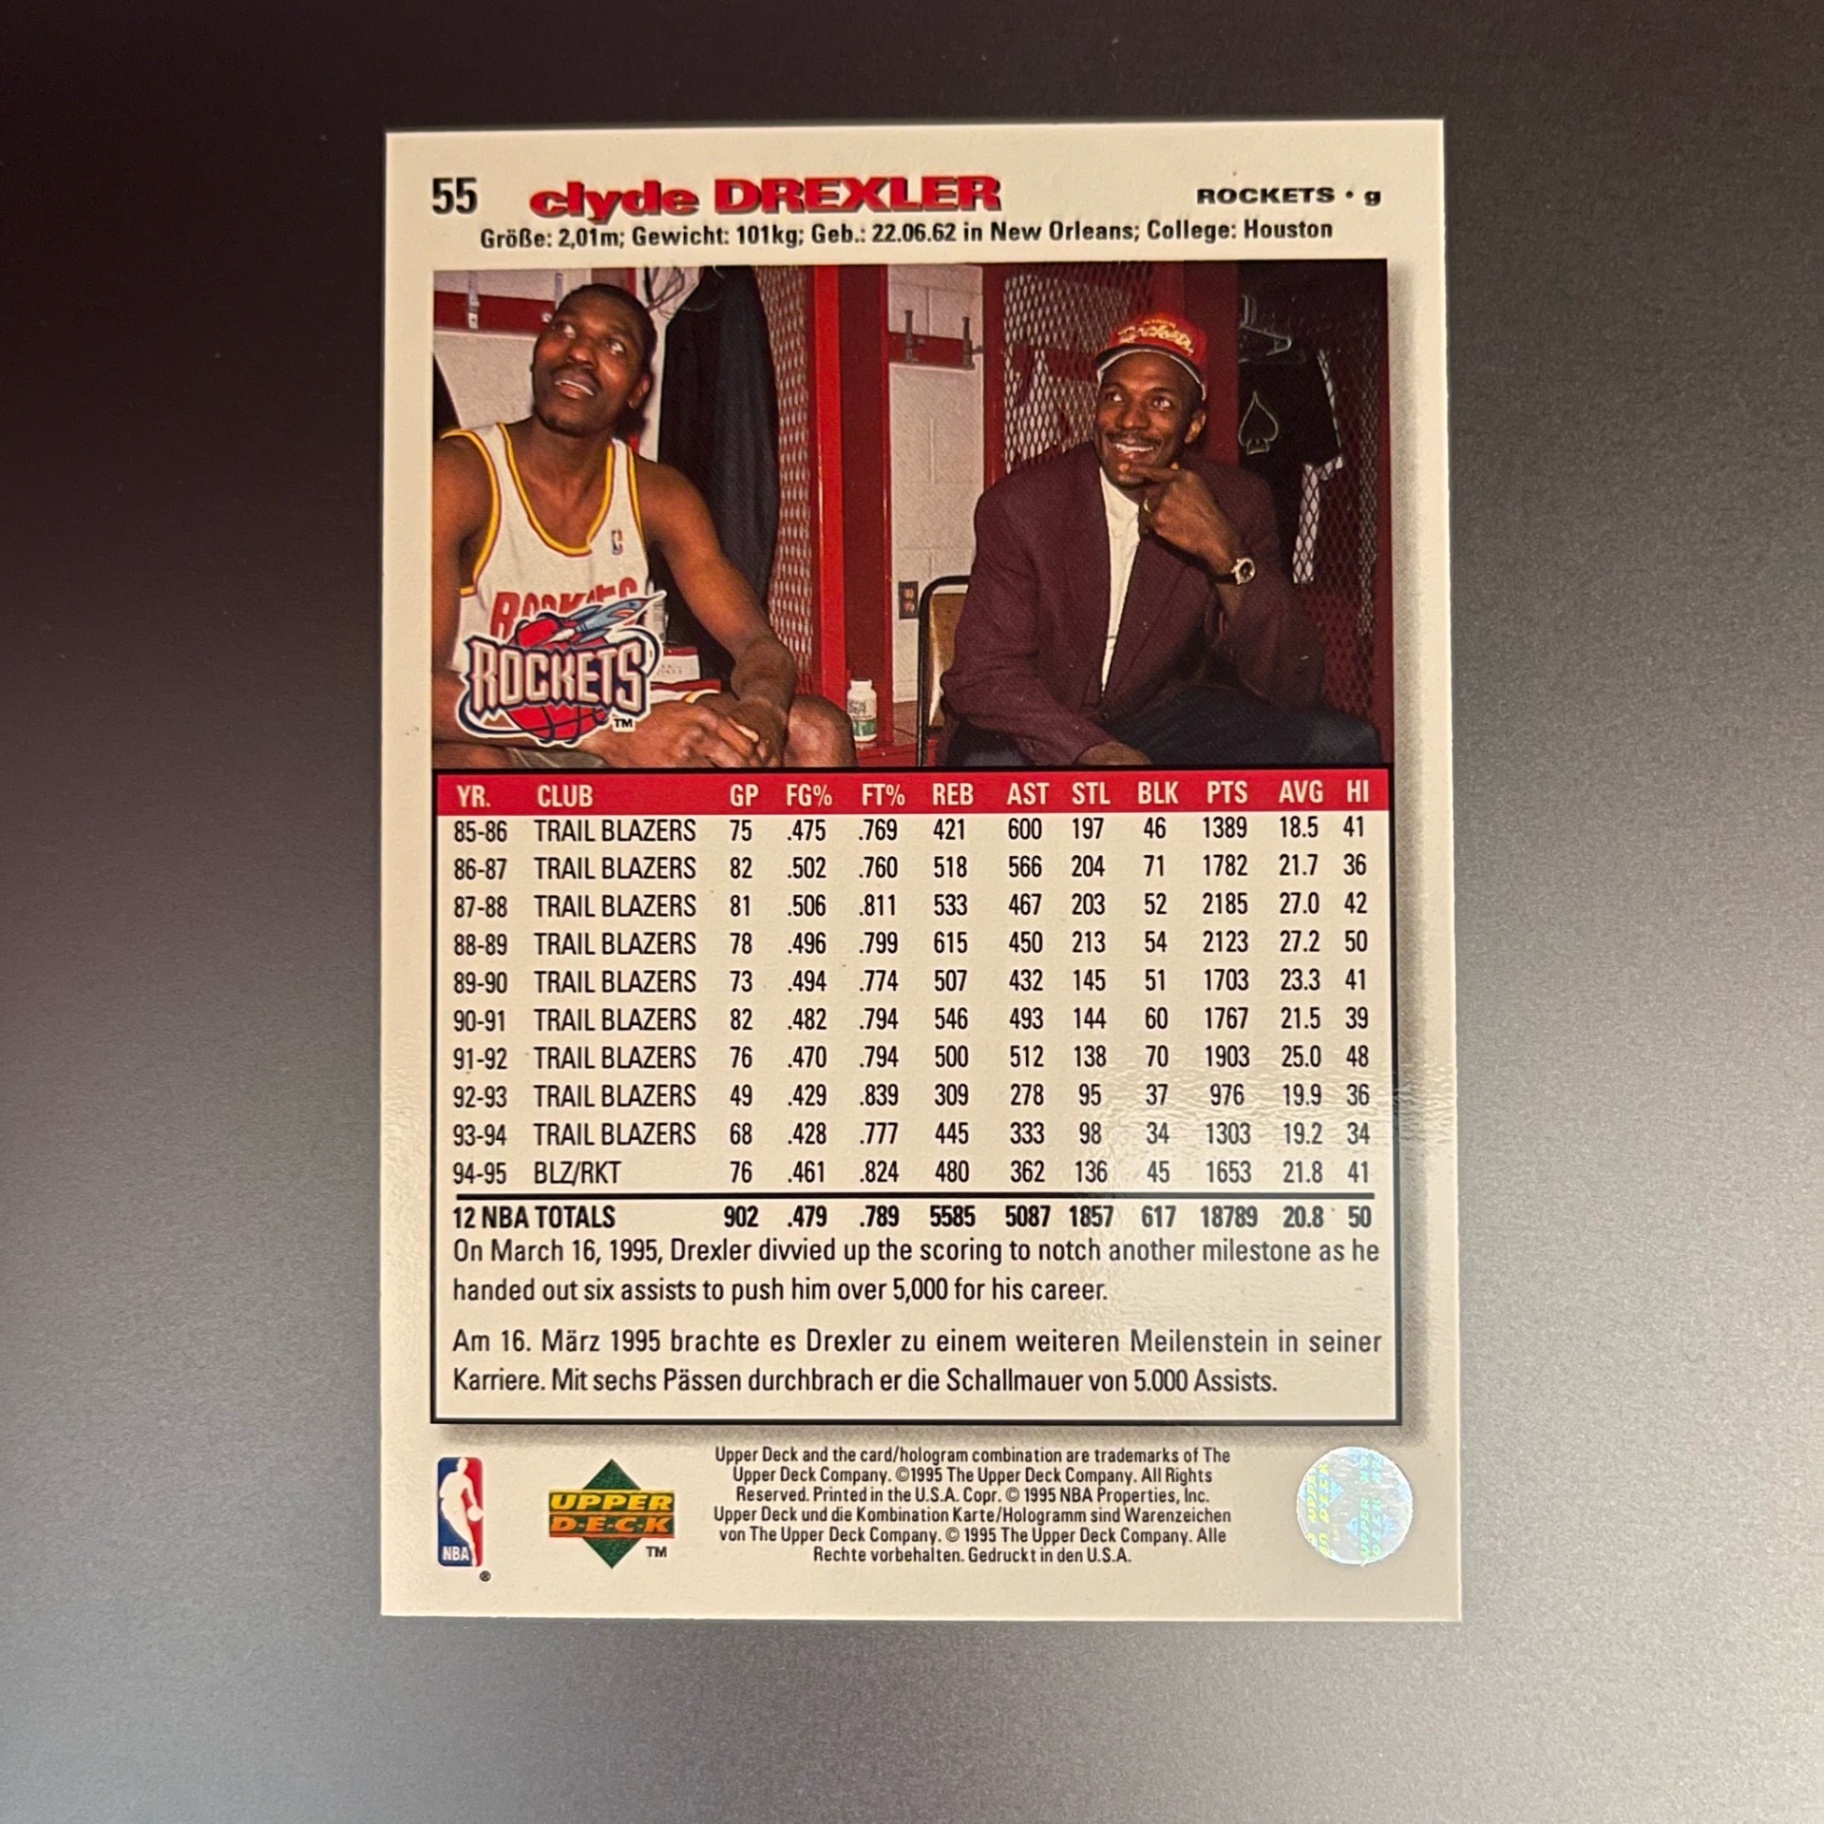 55 clyde DREXLER ROCKETS • g
Größe: 2,01m; Gewicht: 101kg; Geb.: 22.06.62 in New Orleans; College: Houston
Rockets
ROCKETS
ROCKETS
TM
YR. CLUB GP FG% FT% REB AST STL BLK PTS AVG HI
85-86 TRAIL BLAZERS 75 .475 .769 421 600 197 46 1389 18.5 41
86-87 TRAIL BLAZERS 82 .502 .760 518 566 204 71 1782 21.7 36
87-88 TRAIL BLAZERS 81 .506 .811 533 467 203 52 2185 27.0 42
88-89 TRAIL BLAZERS 78 .496 .799 615 450 213 54 2123 27.2 50
89-90 TRAIL BLAZERS 73 .494 .774 507 432 145 51 1703 23.3 41
90-91 TRAIL BLAZERS 82 .482 .794 546 493 144 60 1767 21.5 39
91-92 TRAIL BLAZERS 76 .470 .794 500 512 138 70 1903 25.0 48
92-93 TRAIL BLAZERS 49 .429 .839 309 278 95 37 976 19.9 36
93-94 TRAIL BLAZERS 68 .428 .777 445 333 98 34 1303 19.2 34
94-95 BLZ/RKT 76 .461 .824 480 362 136 45 1653 21.8 41
12 NBA TOTALS 902 .479 .789 5585 5087 1857 617 18789 20.8 50
On March 16, 1995, Drexler divvied up the scoring to notch another milestone as he
handed out six assists to push him over 5,000 for his career.
Am 16. März 1995 brachte es Drexler zu einem weiteren Meilenstein in seiner
Karriere. Mit sechs Pässen durchbrach er die Schallmauer von 5.000 Assists.
NBA
®
UPPER
D·E·C·K
TM
Upper Deck and the card/hologram combination are trademarks of The
Upper Deck Company. ©1995 The Upper Deck Company. All Rights
Reserved. Printed in the U.S.A. Copr. © 1995 NBA Properties, Inc.
Upper Deck und die Kombination Karte/Hologramm sind Warenzeichen
von The Upper Deck Company. © 1995 The Upper Deck Company. Alle
Rechte vorbehalten. Gedruckt in den U.S.A.
UPPER
DECK